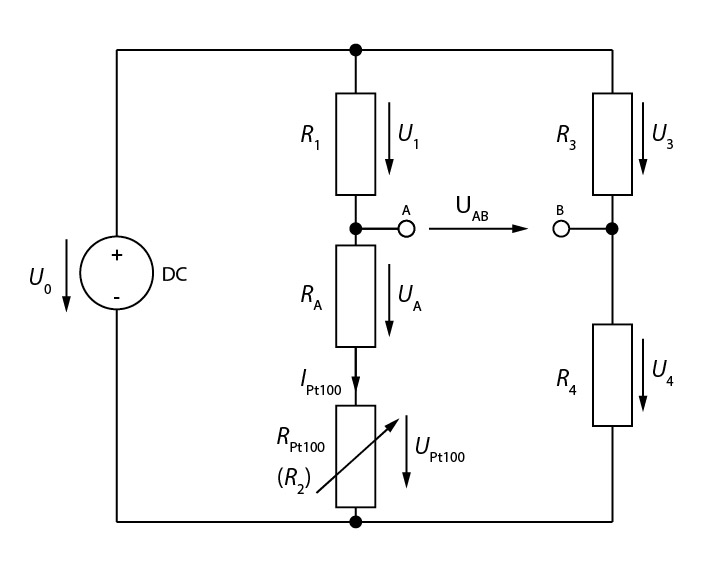 R1
U1
R3
U3
A
UAB
B
+
-
DC
U0
RA
UA
IPt100
R4
U4
RPt100
(R2)
UPt100